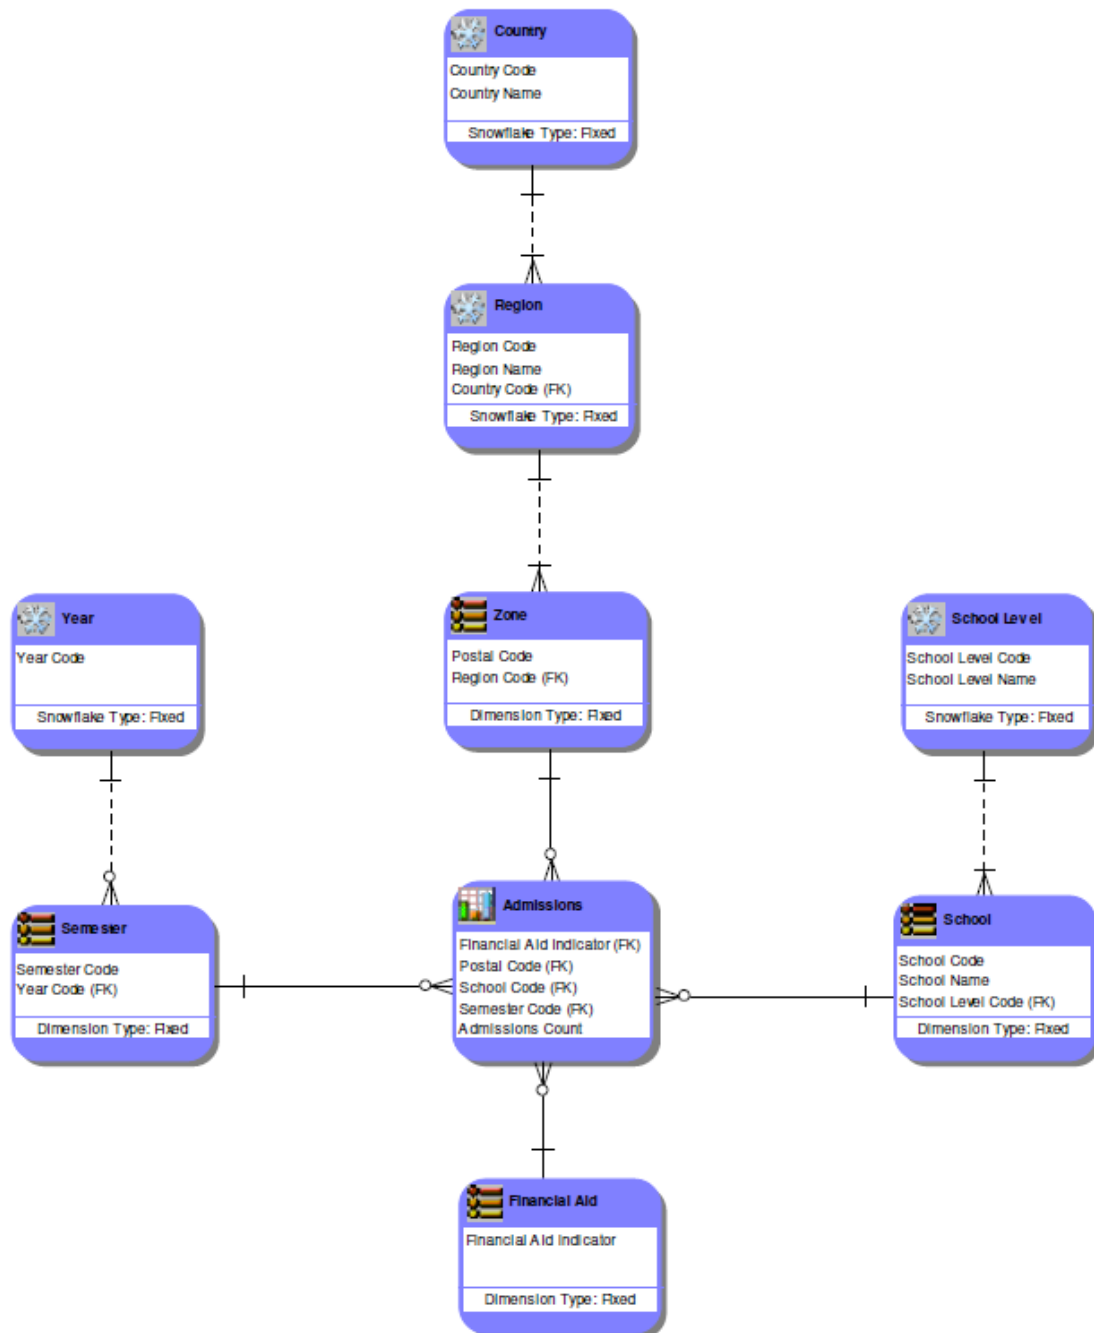 Country
Country Code
Country Name
Snowflake Type: Fixed
Region
Region Code
Region Name
Country Code (FK)
Snowflake Type: Fixed
Year
Year Code
Snowflake Type: Fixed
Zone
Postal Code
Region Code (FK)
Dimension Type: Fixed
School Level
School Level Code
School Level Name
Snowflake Type: Fixed
Semester
Semester Code
Year Code (FK)
Dimension Type: Fixed
Admissions
Financial Aid Indicator (FK)
Postal Code (FK)
School Code (FK)
Semester Code (FK)
Admissions Count
School
School Code
School Name
School Level Code (FK)
Dimension Type: Fixed
Financial Aid
Financial Aid Indicator
Dimension Type: Fixed